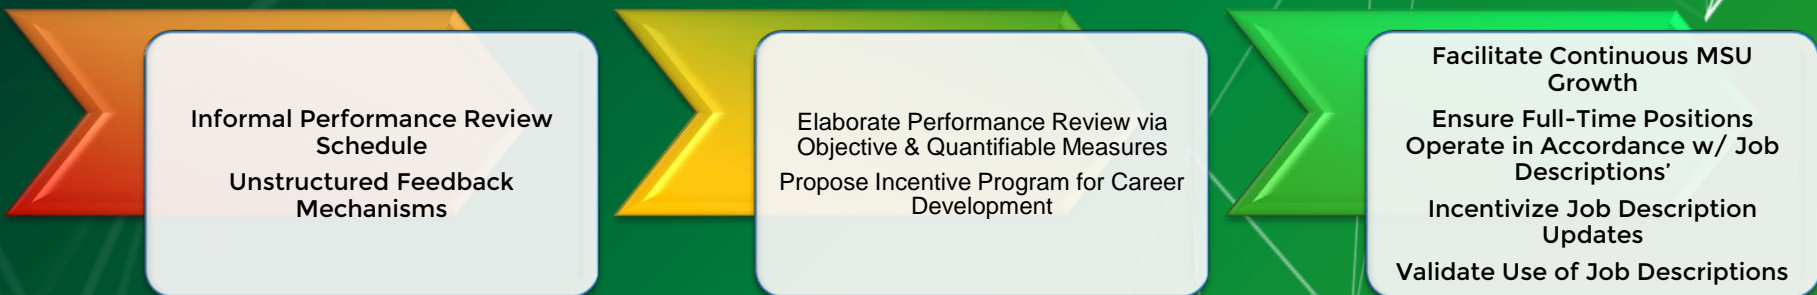 Informal Performance Review
Schedule
Unstructured Feedback
Mechanisms
Elaborate Performance Review via
Objective & Quantifiable Measures
Propose Incentive Program for Career
Development
Facilitate Continuous MSU
Growth
Ensure Full-Time Positions
Operate in Accordance w/ Job
Descriptions’
Incentivize Job Description
Updates
Validate Use of Job Descriptions